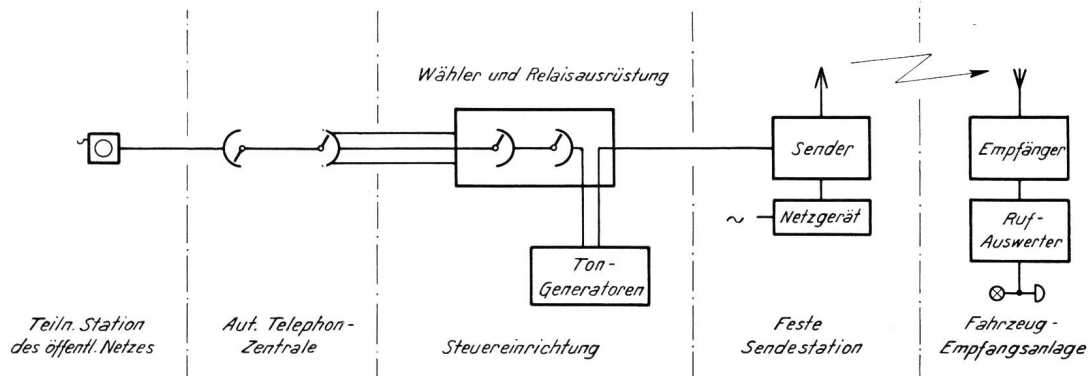 Wähler und Relaisausrüstung
Sender
Empfänger
~
Netzgerät
Ruf-
Auswerter
Ton-
Generatoren
Teiln. Station
des öffentl. Netzes
Aut. Telephon-
Zentrale
Steuereinrichtung
Feste
Sendestation
Fahrzeug-
Empfangsanlage